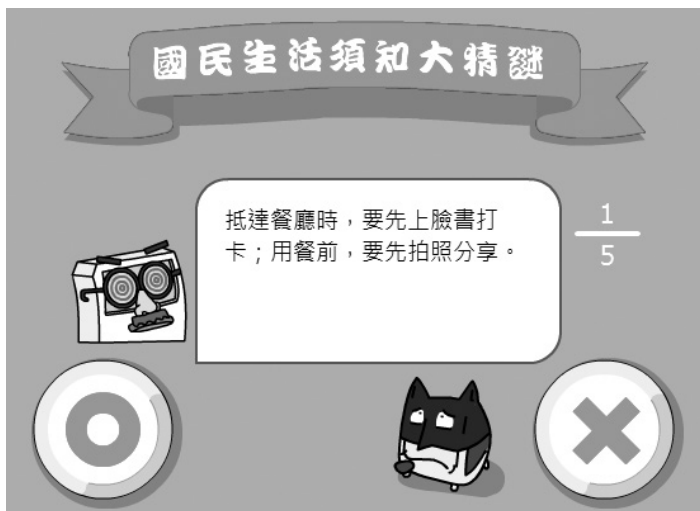 國民生活須知大猜謎
抵達餐廳時，要先上臉書打
卡；用餐前，要先拍照分享。
1
5